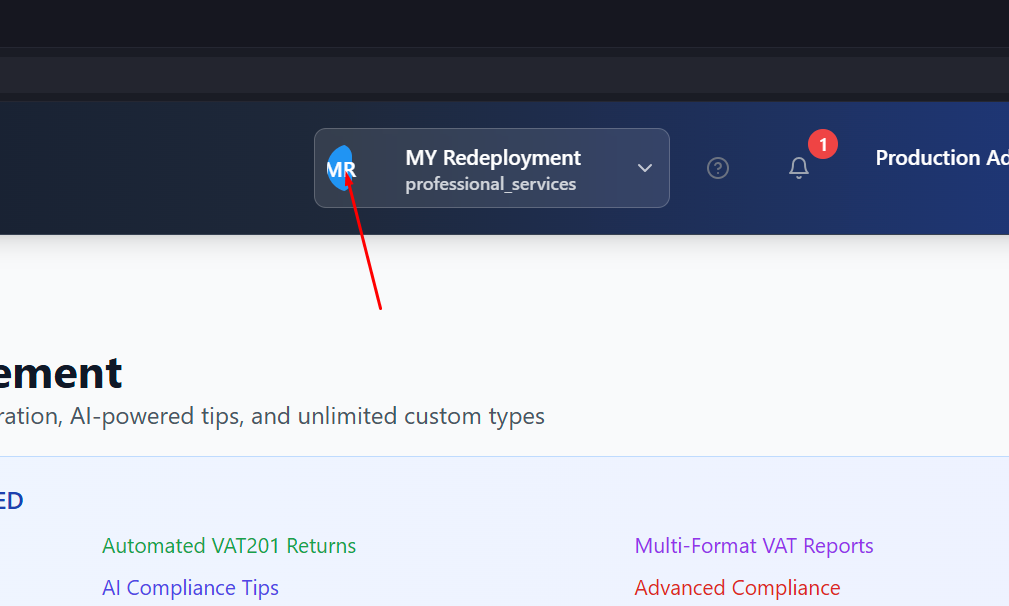 MR
MY Redeployment
professional_services
1
Production Ad
ement
ration, AI-powered tips, and unlimited custom types
ED
Automated VAT201 Returns
Multi-Format VAT Reports
AI Compliance Tips
Advanced Compliance